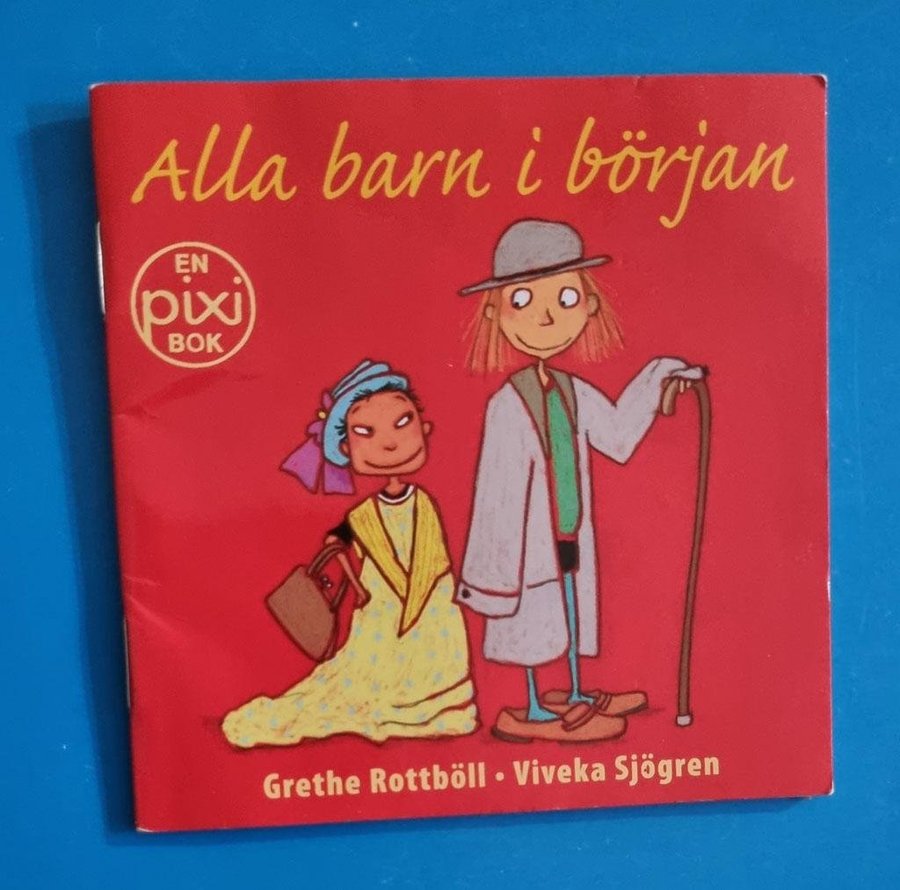 Alla barn i början
EN
pixi
BOK
Grethe Rottböll • Viveka Sjögren